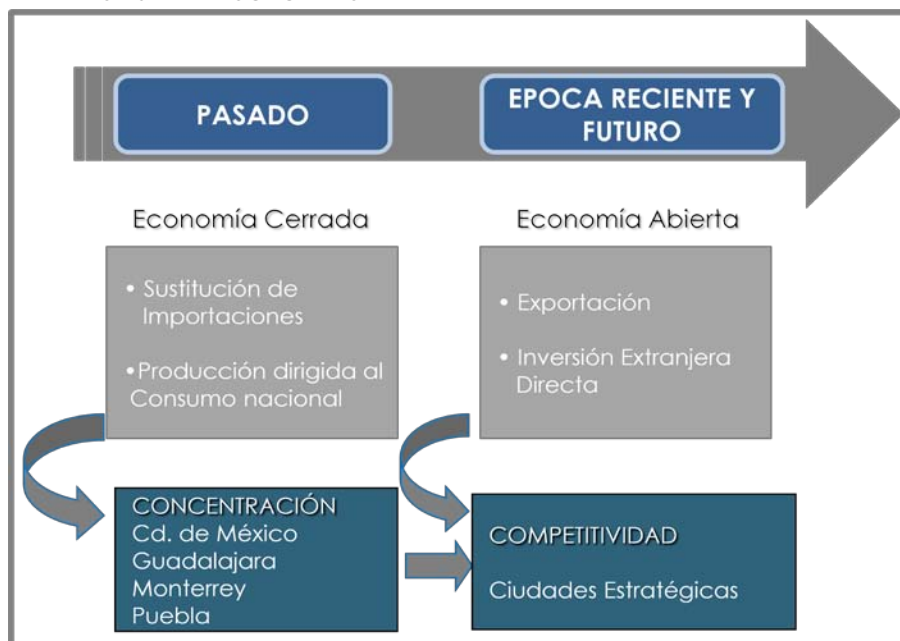 PASADO
EPOCA RECIENTE Y
FUTURO
Economía Cerrada
• Sustitución de
Importaciones
•Producción dirigida al
Consumo nacional
CONCENTRACIÓN
Cd. de México
Guadalajara
Monterrey
Puebla
Economía Abierta
• Exportación
• Inversión Extranjera
Directa
COMPETITIVIDAD
Ciudades Estratégicas